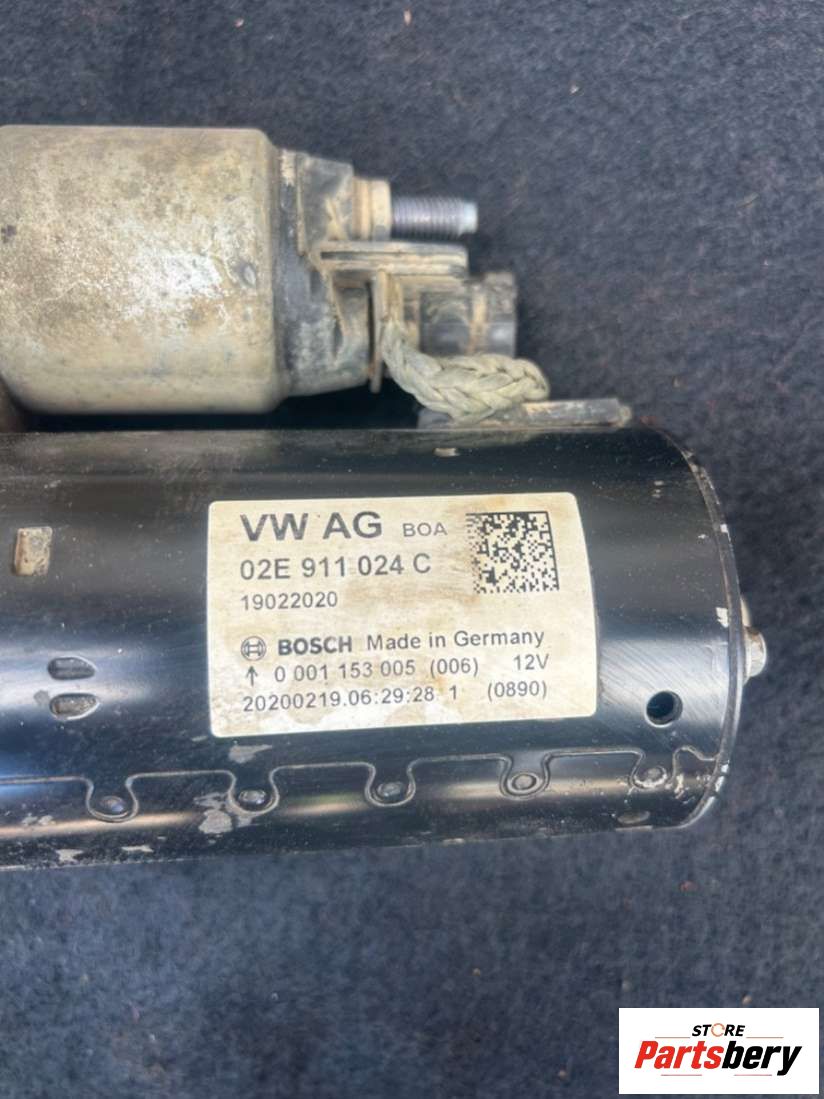 VW AG BOA
02E 911 024 C
19022020
BOSCH Made in Germany
↑ 0 001 153 005 (006) 12V
20200219.06:29:28 1 (0890)
STORE
Partsbery